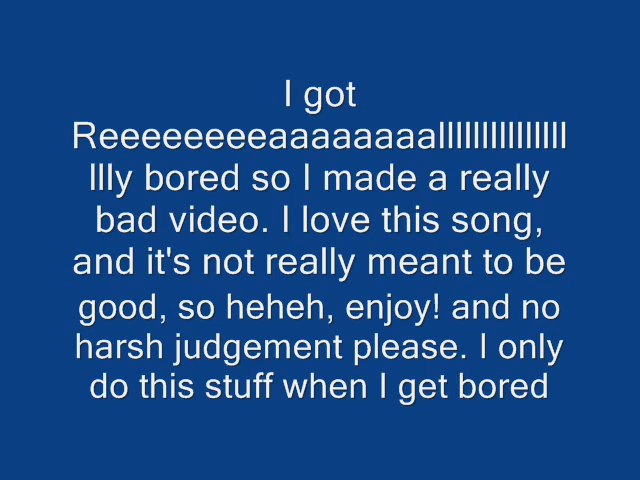 I got
Reeeeeeeeaaaaaaaallllllllllllllll
llly bored so I made a really
bad video. I love this song,
and it's not really meant to be
good, so heheh, enjoy! and no
harsh judgement please. I only
do this stuff when I get bored